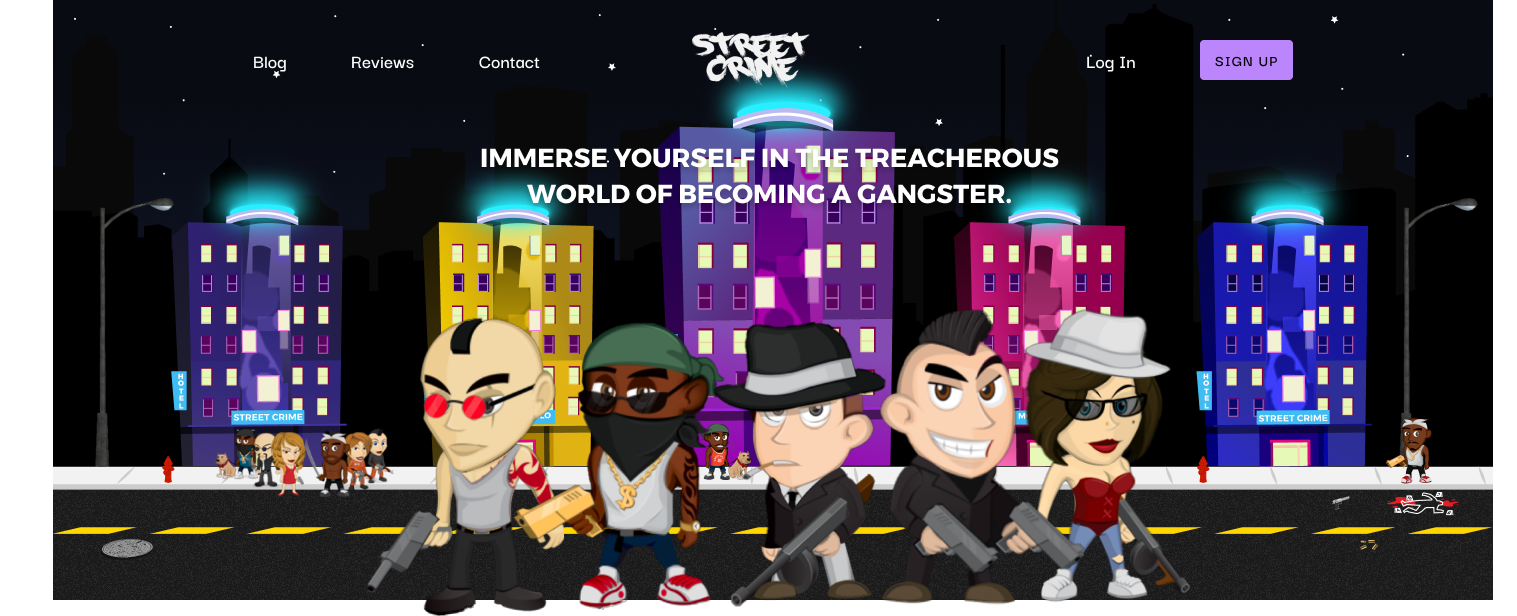 Blog
Reviews
Contact
STREET
CRIME
Log In
SIGN UP
IMMERSE YOURSELF IN THE TREACHEROUS
WORLD OF BECOMING A GANGSTER.
HOTEL
STREET CRIME
HOTEL
STREET CRIME